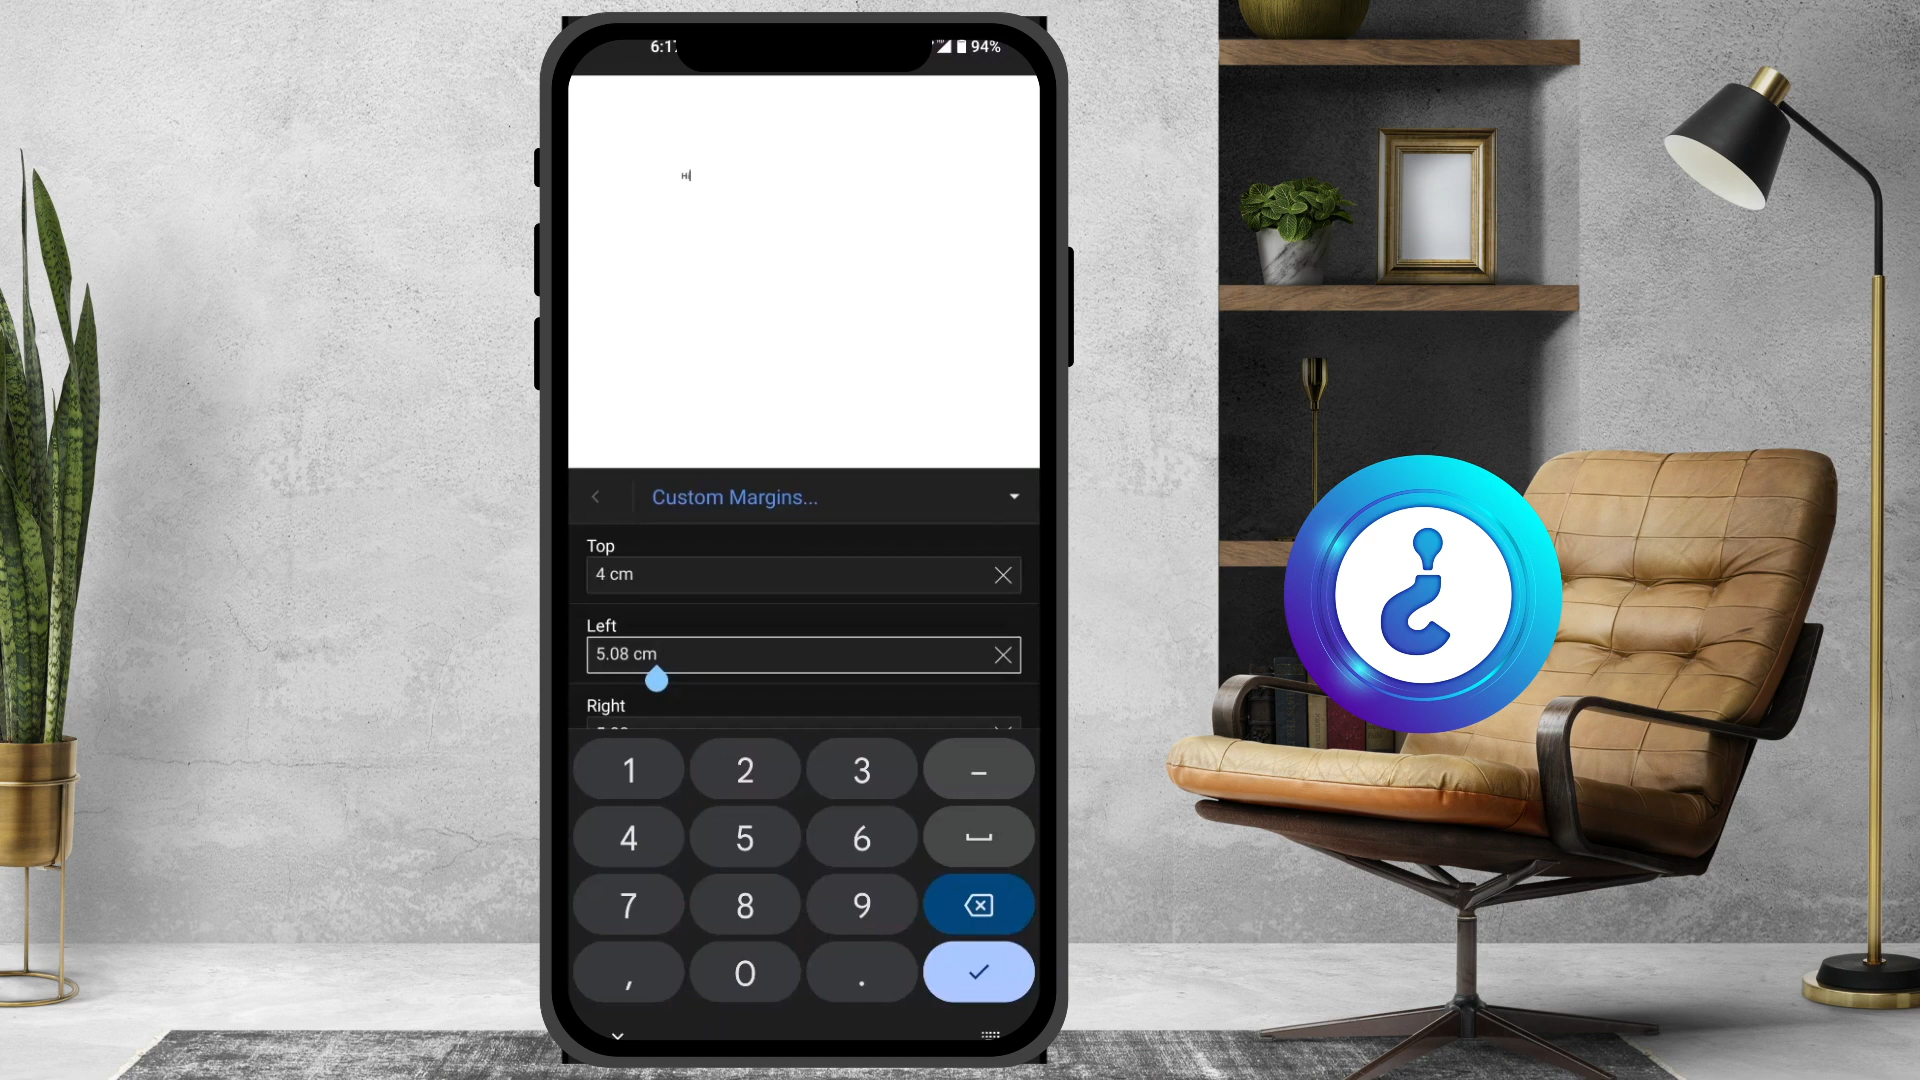 6:17
94%
Hi
Custom Margins...
Top
4 cm
Left
5.08 cm
Right
1 2 3 –
4 5 6
7 8 9
, 0 .